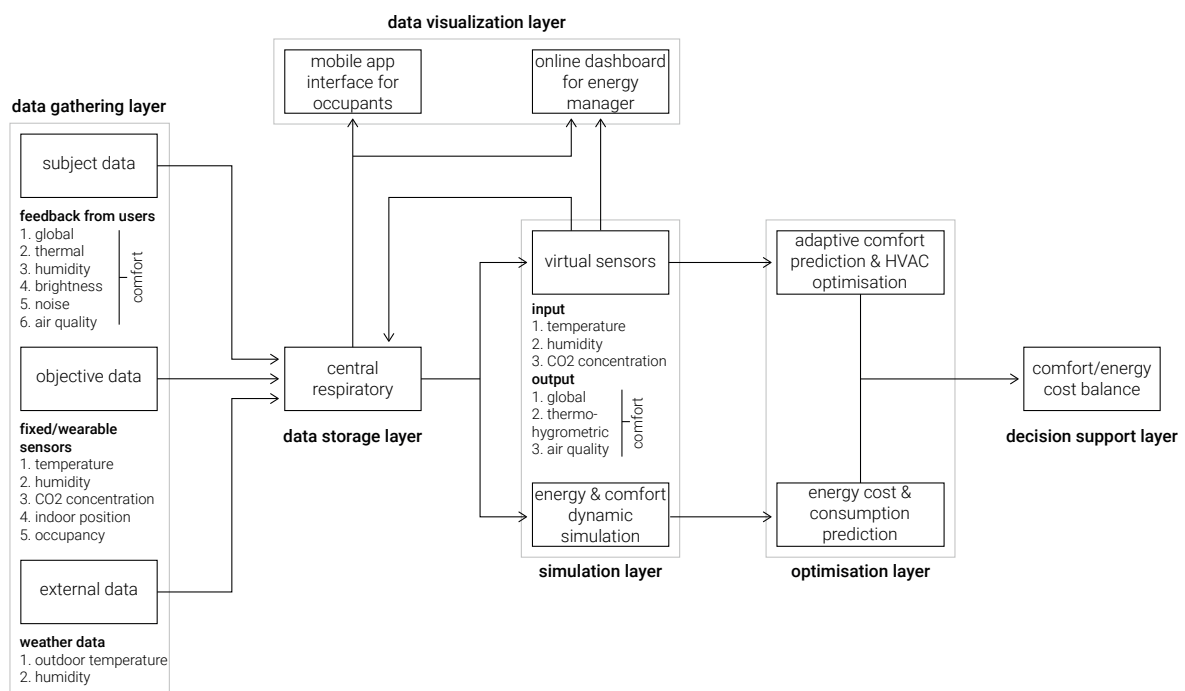 data visualization layer
mobile app
interface for
occupants
online dashboard
for energy
manager
data gathering layer
subject data
feedback from users
1. global
2. thermal
3. humidity
4. brightness
5. noise
6. air quality
comfort
objective data
fixed/wearable
sensors
1. temperature
2. humidity
3. CO2 concentration
4. indoor position
5. occupancy
external data
weather data
1. outdoor temperature
2. humidity
central
respiratory
data storage layer
virtual sensors
input
1. temperature
2. humidity
3. CO2 concentration
output
1. global
2. thermo-
hygrometric
3. air quality
comfort
energy & comfort
dynamic
simulation
simulation layer
adaptive comfort
prediction & HVAC
optimisation
energy cost &
consumption
prediction
optimisation layer
comfort/energy
cost balance
decision support layer